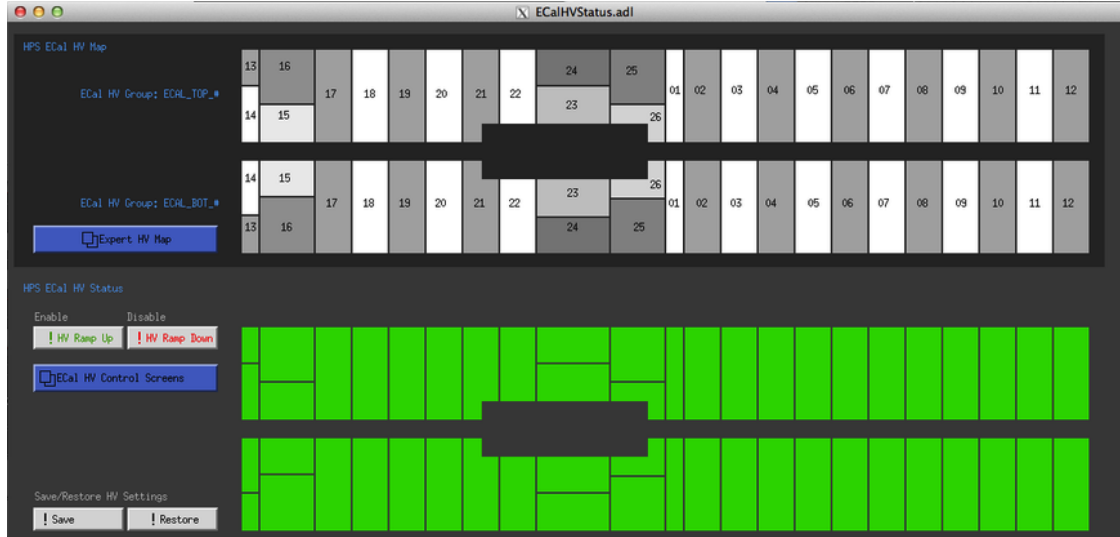 ECalHVStatus.adl
HPS ECal HV Map
13 16 24 25
ECal HV Group: ECAL_TOP_# 17 18 19 20 21 22 23 01 02 03 04 05 06 07 08 09 10 11 12
14 15 26
14 15 26
ECal HV Group: ECAL_BOT_# 17 18 19 20 21 22 23 01 02 03 04 05 06 07 08 09 10 11 12
13 16 24 25
Expert HV Map
HPS ECal HV Status
Enable Disable
! HV Ramp Up ! HV Ramp Down
ECal HV Control Screens
Save/Restore HV Settings
! Save ! Restore